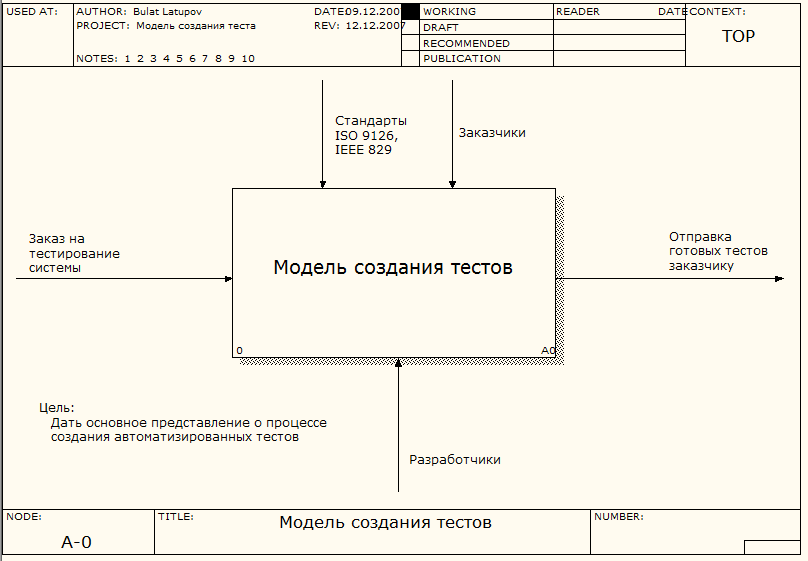 USED AT:
AUTHOR: Bulat Latupov
DATE:09.12.200
PROJECT: Модель создания теста
REV: 12.12.2007
NOTES: 1 2 3 4 5 6 7 8 9 10
WORKING
DRAFT
RECOMMENDED
PUBLICATION
READER
DATE
CONTEXT:
TOP
Стандарты
ISO 9126,
IEEE 829
Заказчики
Заказ на
тестирование
системы
Модель создания тестов
0
A0
Отправка
готовых тестов
заказчику
Цель:
Дать основное представление о процессе
создания автоматизированных тестов
Разработчики
NODE:
A-0
TITLE:
Модель создания тестов
NUMBER: